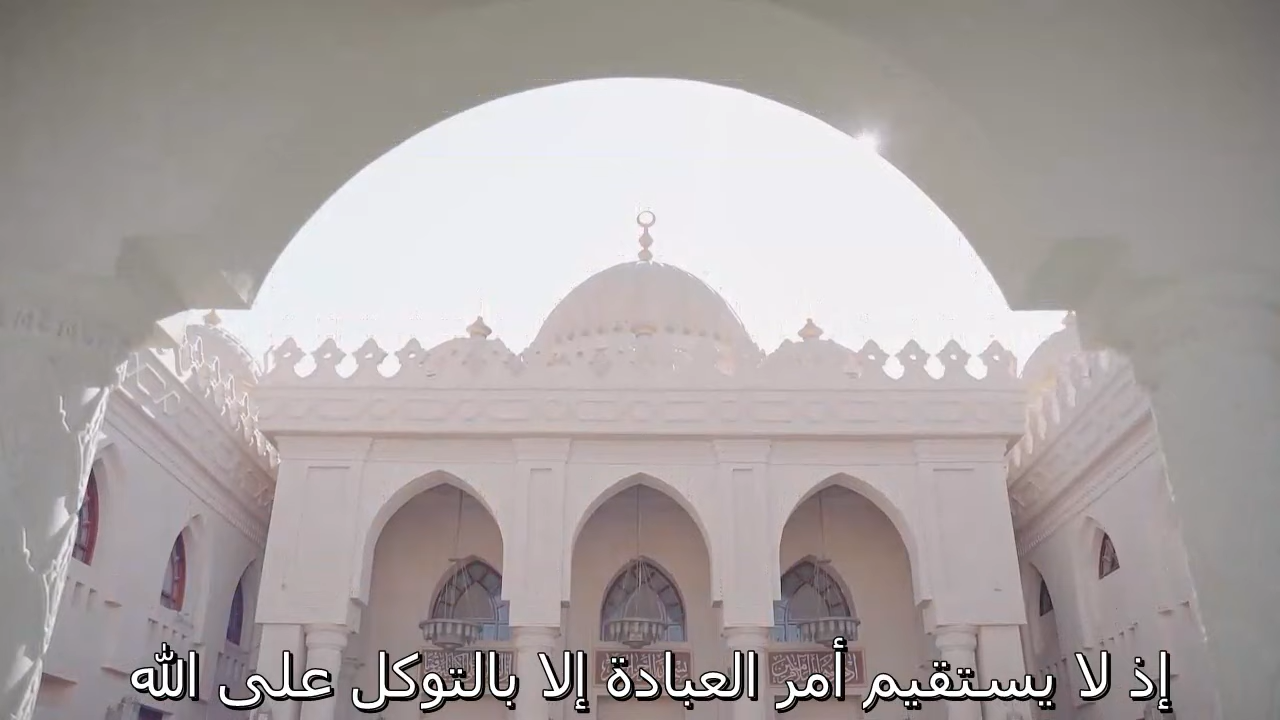 إذ لا يستقيم أمر العبادة إلا بالتوكل على الله